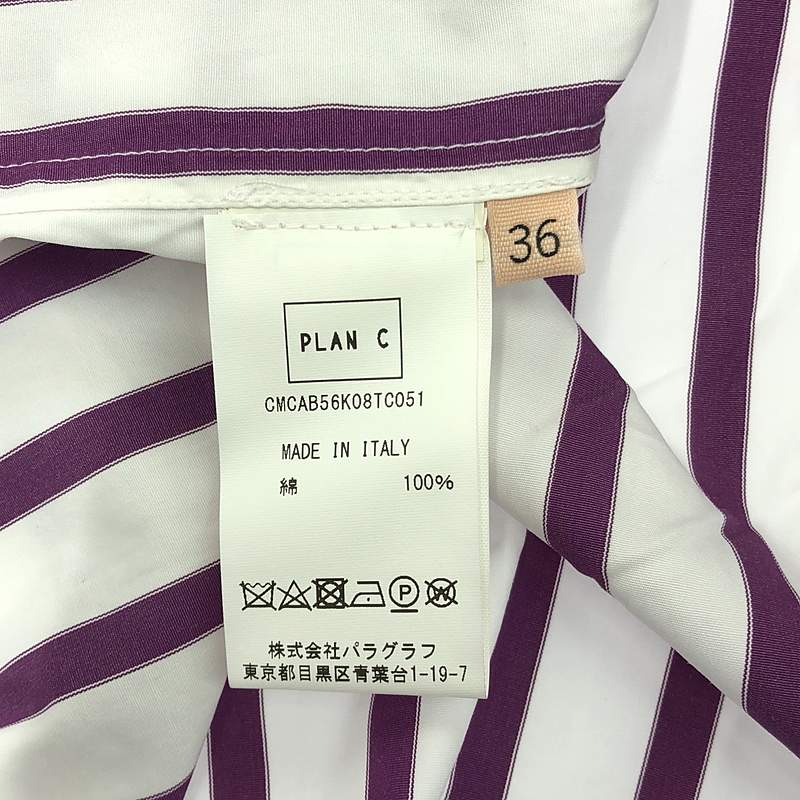 36
PLAN C
CMCAB56K08TC051
MADE IN ITALY
綿 100%
P W
株式会社パラグラフ
東京都目黒区青葉台1-19-7